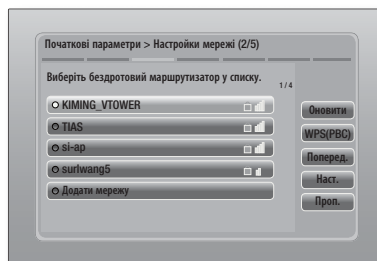 Початкові параметри > Настройки мережі (2/5)
Виберіть бездротовий маршрутизатор у списку.
1/4
KIMING_VTOWER
TIAS
si-ap
surlwang5
Додати мережу
Оновити
WPS(PBC)
Поперед.
Наст.
Проп.